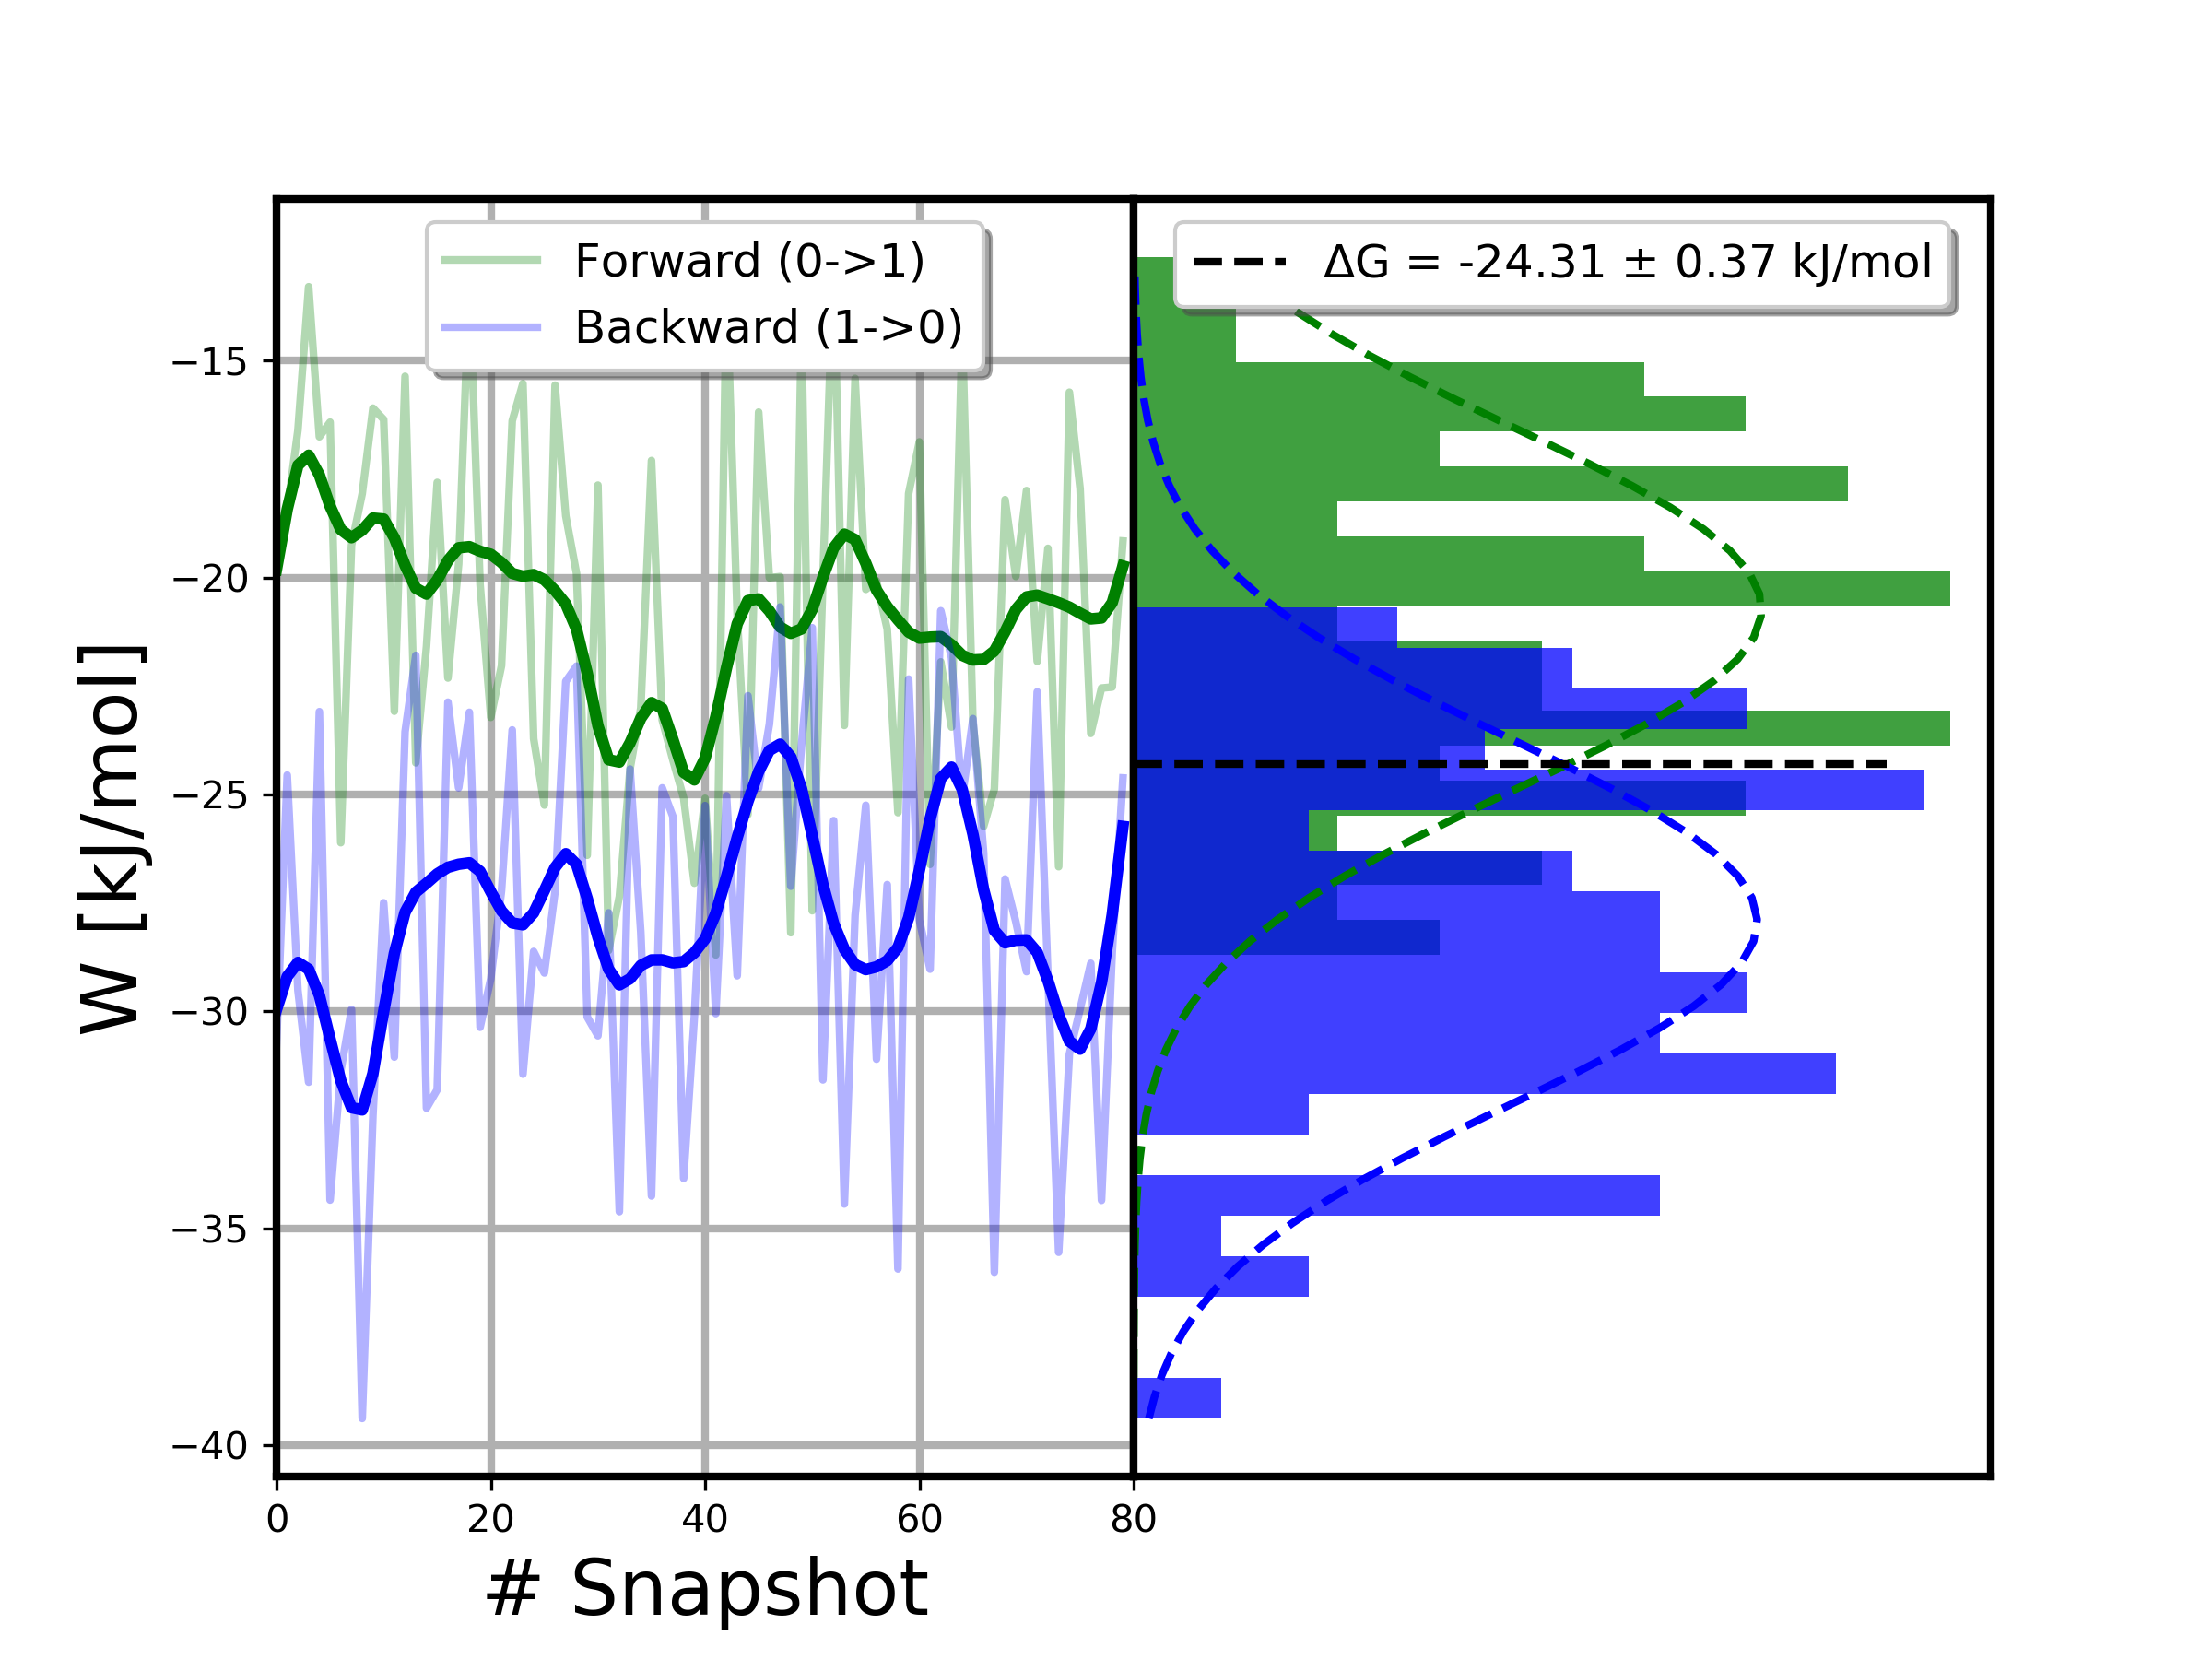 Forward (0->1)
Backward (1->0)
ΔG = -24.31 ± 0.37 kJ/mol
W [kJ/mol]
−15
−20
−25
−30
−35
−40
0 20 40 60 80
# Snapshot